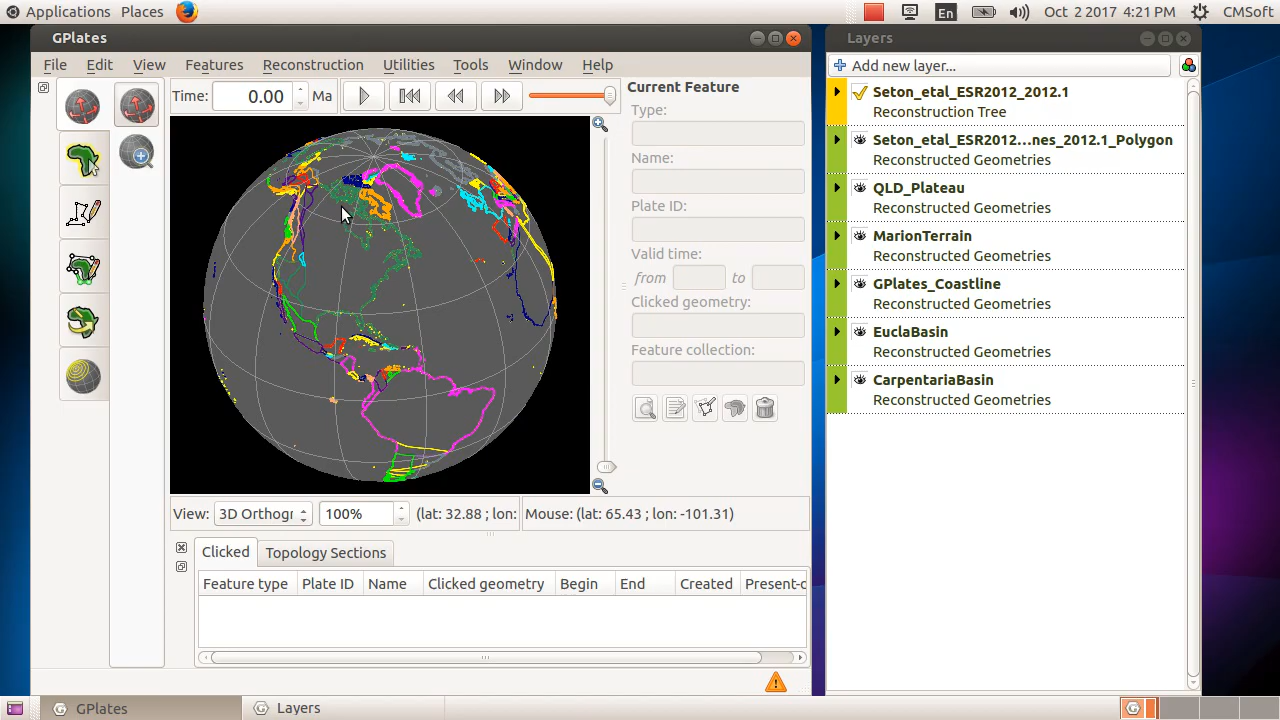 Applications Places En Oct 2 2017 4:21 PM CMSoft
GPlates
File Edit View Features Reconstruction Utilities Tools Window Help
Time: 0.00 Ma
Current Feature
Type:
Name:
Plate ID:
Valid time:
from to
Clicked geometry:
Feature collection:
View: 3D Orthogr 100% (lat: 32.88 ; lon: Mouse: (lat: 65.43 ; lon: -101.31)
Clicked Topology Sections
Feature type Plate ID Name Clicked geometry Begin End Created Present-c
Layers
Add new layer...
Seton_etal_ESR2012_2012.1
Reconstruction Tree
Seton_etal_ESR2012...nes_2012.1_Polygon
Reconstructed Geometries
QLD_Plateau
Reconstructed Geometries
MarionTerrain
Reconstructed Geometries
GPlates_Coastline
Reconstructed Geometries
EuclaBasin
Reconstructed Geometries
CarpentariaBasin
Reconstructed Geometries
GPlates Layers